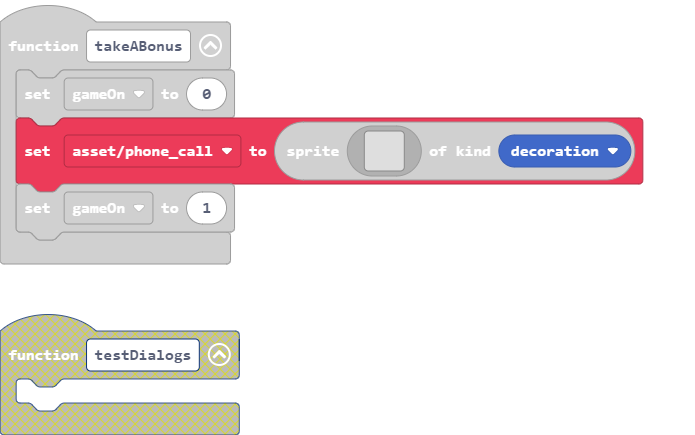 function takeABonus
set gameOn to 0
set asset/phone_call to sprite of kind decoration
set gameOn to 1
function testDialogs